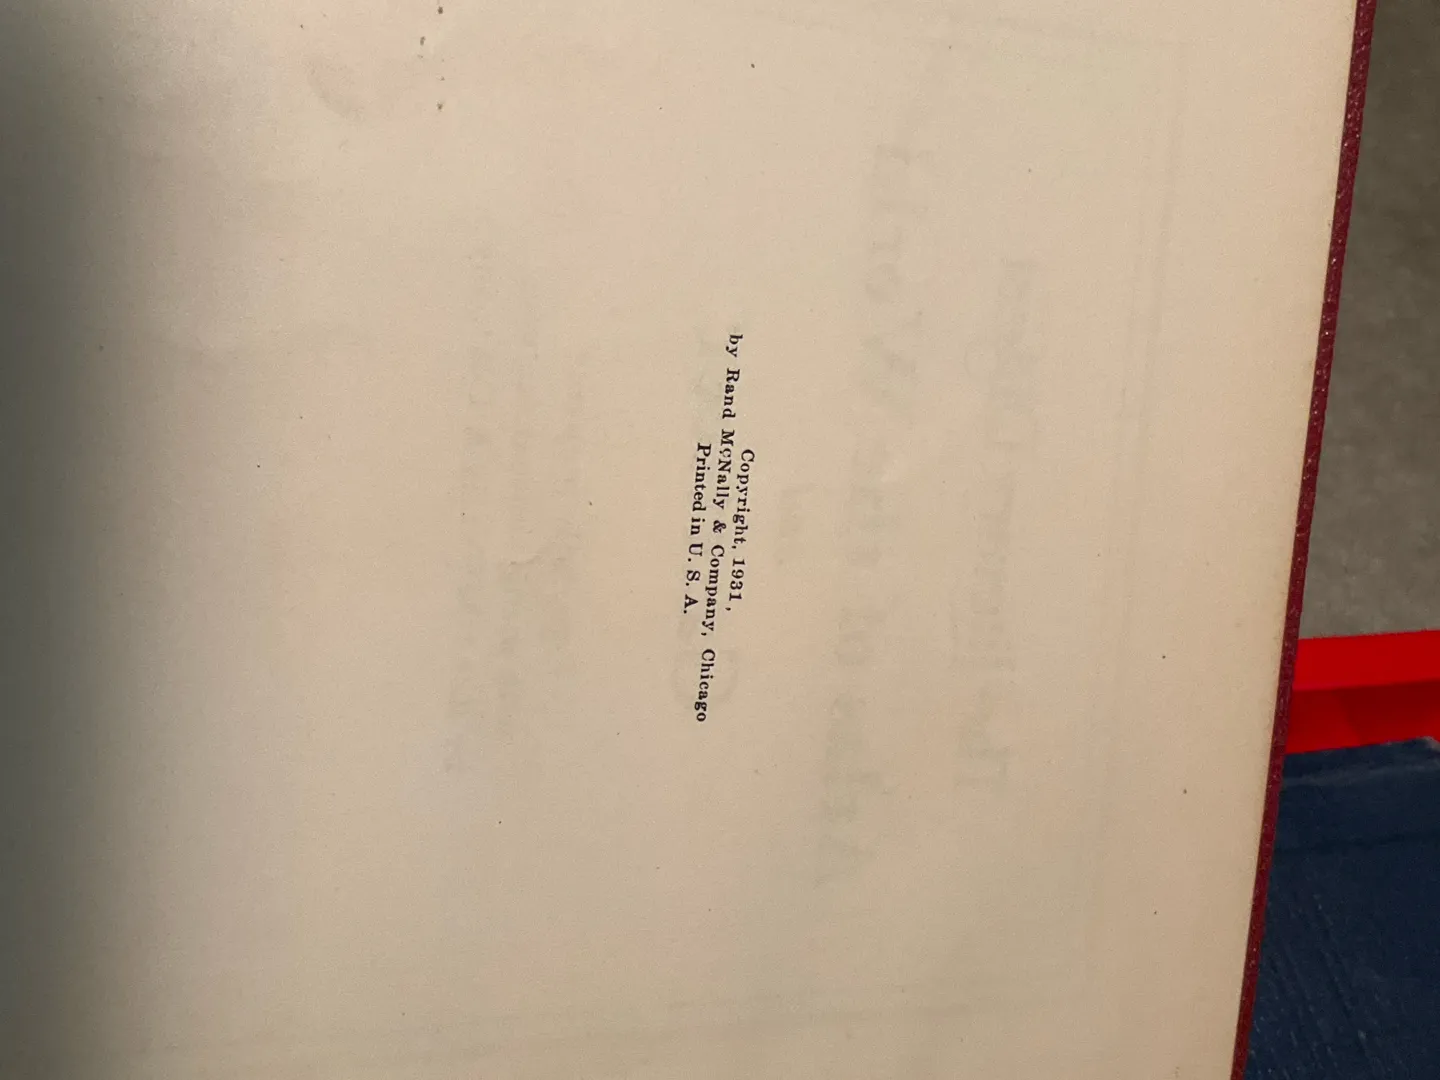 Copyright, 1931,
by Rand McNally & Company, Chicago
Printed in U. S. A.